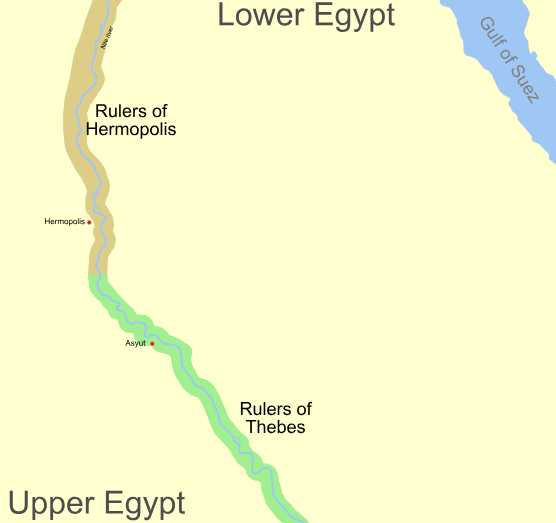 Lower Egypt
Gulf of Suez
Nile river
Rulers of
Hermopolis
Hermopolis
Asyut
Rulers of
Thebes
Upper Egypt